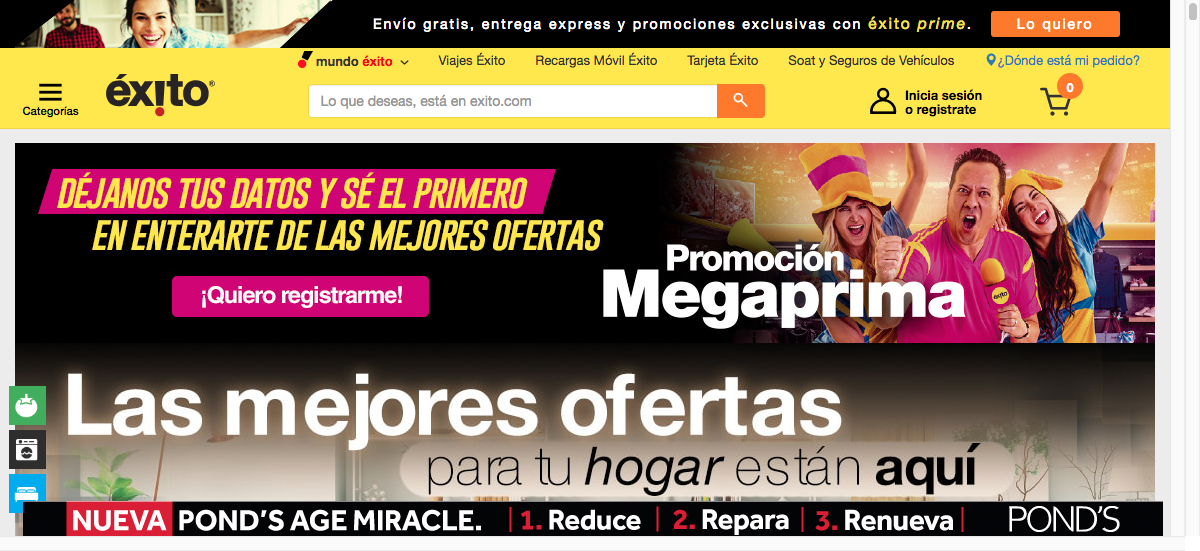 Envío gratis, entrega express y promociones exclusivas con éxito prime.
Lo quiero
mundo éxito
Viajes Éxito
Recargas Móvil Éxito
Tarjeta Éxito
Soat y Seguros de Vehículos
¿Dónde está mi pedido?
Categorías
éxito®
Lo que deseas, está en exito.com
Inicia sesión
o registrate
0
DÉJANOS TUS DATOS Y SÉ EL PRIMERO
EN ENTERARTE DE LAS MEJORES OFERTAS
¡Quiero registrarme!
Promoción
Megaprima
éxito
Las mejores ofertas
para tu hogar están aquí
NUEVA POND'S AGE MIRACLE. | 1. Reduce | 2. Repara | 3. Renueva | POND'S